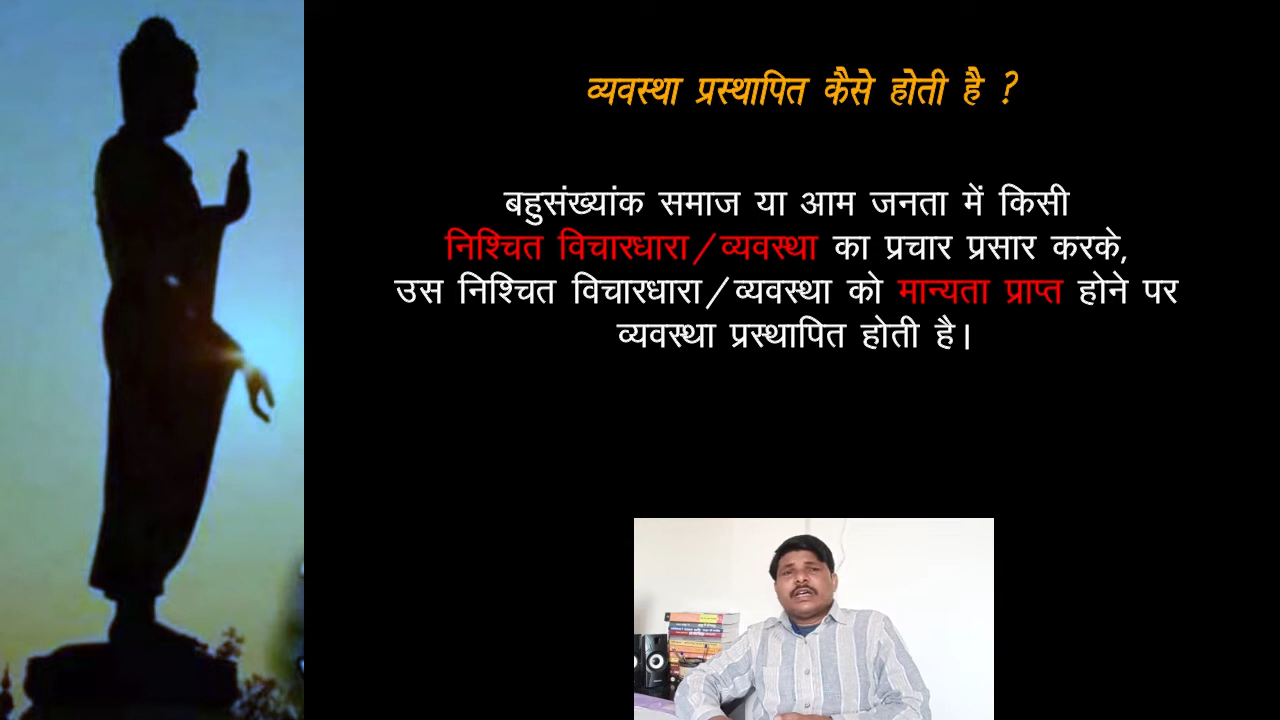 व्यवस्था प्रस्थापित कैसे होती है ?
बहुसंख्यांक समाज या आम जनता में किसी
निश्चित विचारधारा/व्यवस्था का प्रचार प्रसार करके,
उस निश्चित विचारधारा/व्यवस्था को मान्यता प्राप्त होने पर
व्यवस्था प्रस्थापित होती है।